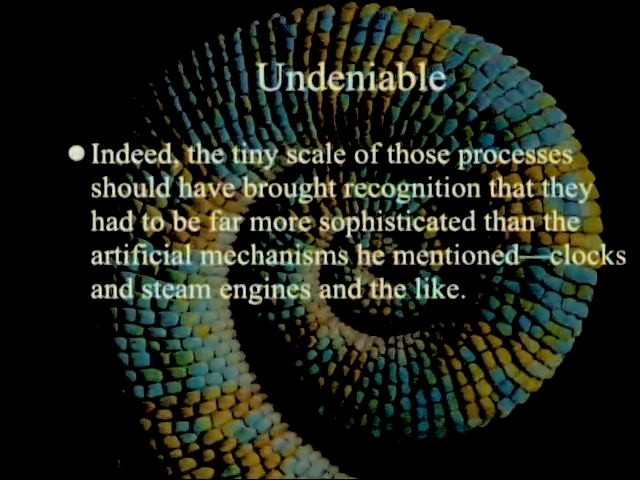 Undeniable
Indeed, the tiny scale of those processes
should have brought recognition that they
had to be far more sophisticated than the
artificial mechanisms he mentioned—clocks
and steam engines and the like.